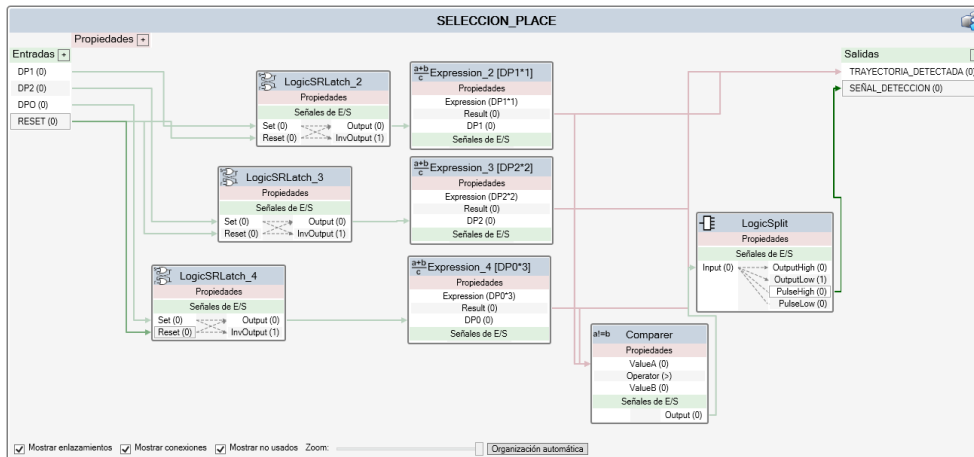 SELECCION_PLACE
Propiedades +
Entradas +
DP1 (0)
DP2 (0)
DPO (0)
RESET (0)
LogicSRLatch_2
Propiedades
Señales de E/S
Set (0) Output (0)
Reset (0) InvOutput (1)
a+b
c
Expression_2 [DP1*1]
Propiedades
Expression (DP1*1)
Result (0)
DP1 (0)
Señales de E/S
LogicSRLatch_3
Propiedades
Señales de E/S
Set (0) Output (0)
Reset (0) InvOutput (1)
a+b
c
Expression_3 [DP2*2]
Propiedades
Expression (DP2*2)
Result (0)
DP2 (0)
Señales de E/S
LogicSRLatch_4
Propiedades
Señales de E/S
Set (0) Output (0)
Reset (0) InvOutput (1)
a+b
c
Expression_4 [DP0*3]
Propiedades
Expression (DP0*3)
Result (0)
DP0 (0)
Señales de E/S
a!=b Comparer
Propiedades
ValueA (0)
Operator (>)
ValueB (0)
Señales de E/S
Output (0)
LogicSplit
Propiedades
Señales de E/S
Input (0) OutputHigh (0)
OutputLow (1)
PulseHigh (0)
PulseLow (0)
Salidas
TRAYECTORIA_DETECTADA (0)
SEÑAL_DETECCION (0)
Mostrar enlazamientos Mostrar conexiones Mostrar no usados Zoom: Organización automática